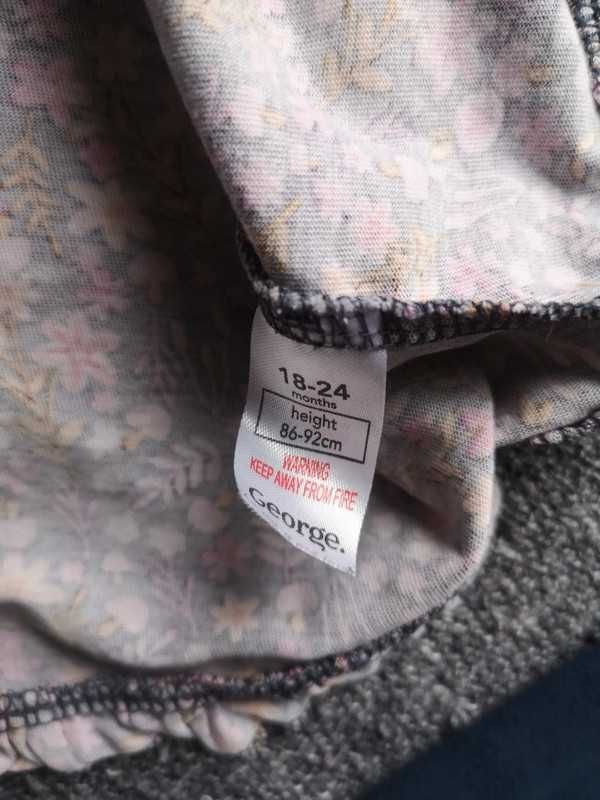 18-24
months
height
86-92cm
WARNING
KEEP AWAY FROM FIRE
George.